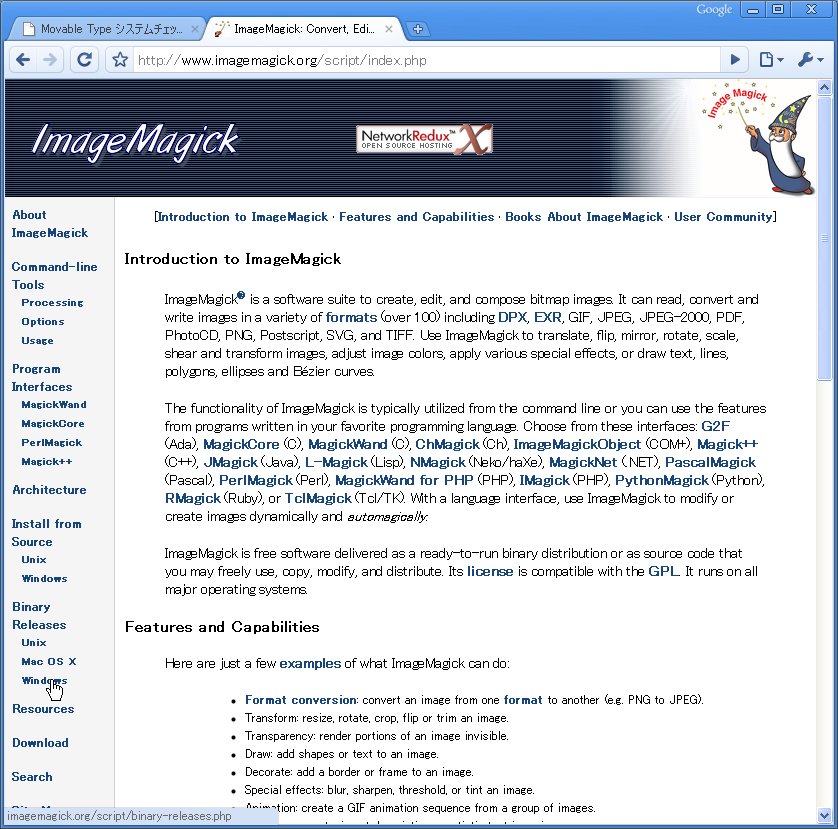 Google
Movable Type システムチェッ...
ImageMagick: Convert, Edi...
http://www.imagemagick.org/script/index.php
ImageMagick
NetworkRedux™ X
OPEN SOURCE HOSTING
Image Magick
About
ImageMagick
Command-line
Tools
Processing
Options
Usage
Program
Interfaces
MagickWand
MagickCore
PerlMagick
Magick++
Architecture
Install from
Source
Unix
Windows
Binary
Releases
Unix
Mac OS X
Windows
Resources
Download
Search
[Introduction to ImageMagick · Features and Capabilities · Books About ImageMagick · User Community]
Introduction to ImageMagick
ImageMagick® is a software suite to create, edit, and compose bitmap images. It can read, convert and
write images in a variety of formats (over 100) including DPX, EXR, GIF, JPEG, JPEG-2000, PDF,
PhotoCD, PNG, Postscript, SVG, and TIFF. Use ImageMagick to translate, flip, mirror, rotate, scale,
shear and transform images, adjust image colors, apply various special effects, or draw text, lines,
polygons, ellipses and Bézier curves.
The functionality of ImageMagick is typically utilized from the command line or you can use the features
from programs written in your favorite programming language. Choose from these interfaces: G2F
(Ada), MagickCore (C), MagickWand (C), ChMagick (Ch), ImageMagickObject (COM+), Magick++
(C++), JMagick (Java), L-Magick (Lisp), NMagick (Neko/haXe), MagickNet (.NET), PascalMagick
(Pascal), PerlMagick (Perl), MagickWand for PHP (PHP), IMagick (PHP), PythonMagick (Python),
RMagick (Ruby), or TclMagick (Tcl/TK). With a language interface, use ImageMagick to modify or
create images dynamically and automagically.
ImageMagick is free software delivered as a ready-to-run binary distribution or as source code that
you may freely use, copy, modify, and distribute. Its license is compatible with the GPL. It runs on all
major operating systems.
Features and Capabilities
Here are just a few examples of what ImageMagick can do:
• Format conversion: convert an image from one format to another (e.g. PNG to JPEG).
• Transform: resize, rotate, crop, flip or trim an image.
• Transparency: render portions of an image invisible.
• Draw: add shapes or text to an image.
• Decorate: add a border or frame to an image.
• Special effects: blur, sharpen, threshold, or tint an image.
• Animation: create a GIF animation sequence from a group of images.
imagemagick.org/script/binary-releases.php